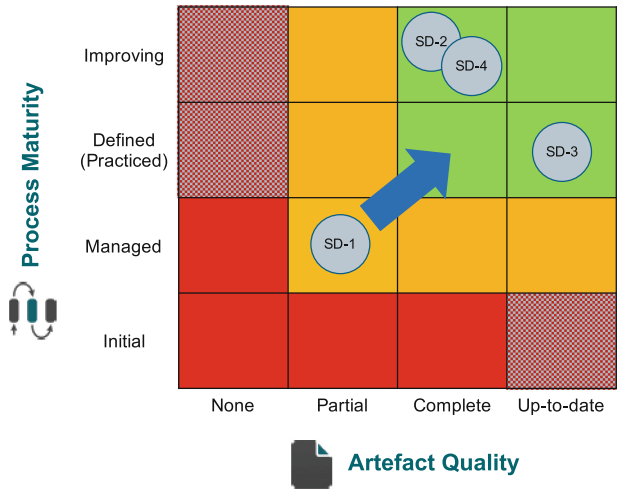 Improving
SD-2
SD-4
Defined
(Practiced)
SD-3
Process Maturity
Managed
SD-1
Initial
None
Partial
Complete
Up-to-date
Artefact Quality